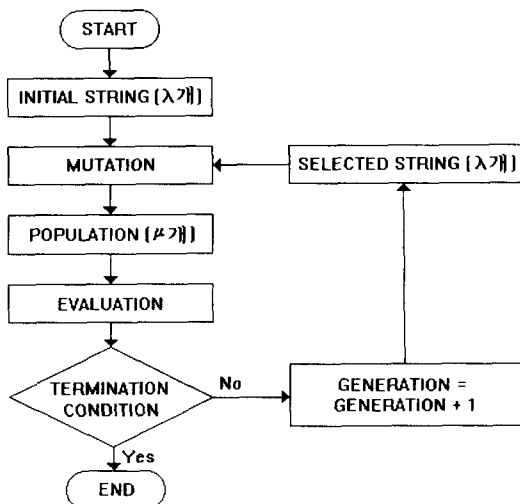 START
INITIAL STRING (λ개)
MUTATION
SELECTED STRING (λ개)
POPULATION (μ개)
EVALUATION
TERMINATION
CONDITION
No
GENERATION =
GENERATION + 1
Yes
END